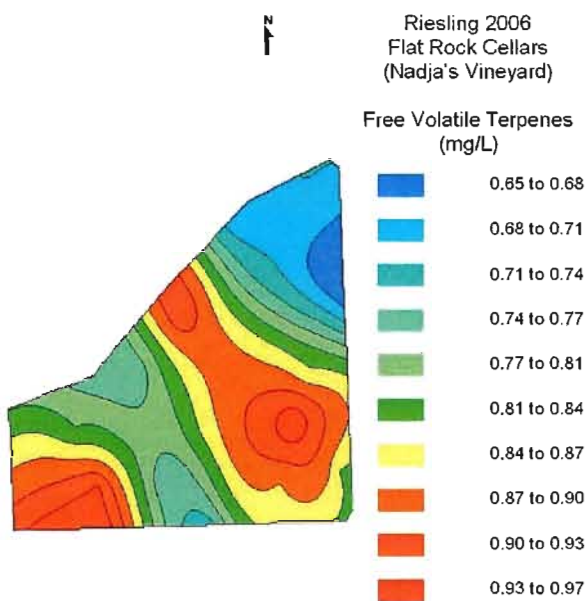 N
Riesling 2006
Flat Rock Cellars
(Nadja's Vineyard)
Free Volatile Terpenes
(mg/L)
0.65 to 0.68
0.68 to 0.71
0.71 to 0.74
0.74 to 0.77
0.77 to 0.81
0.81 to 0.84
0.84 to 0.87
0.87 to 0.90
0.90 to 0.93
0.93 to 0.97